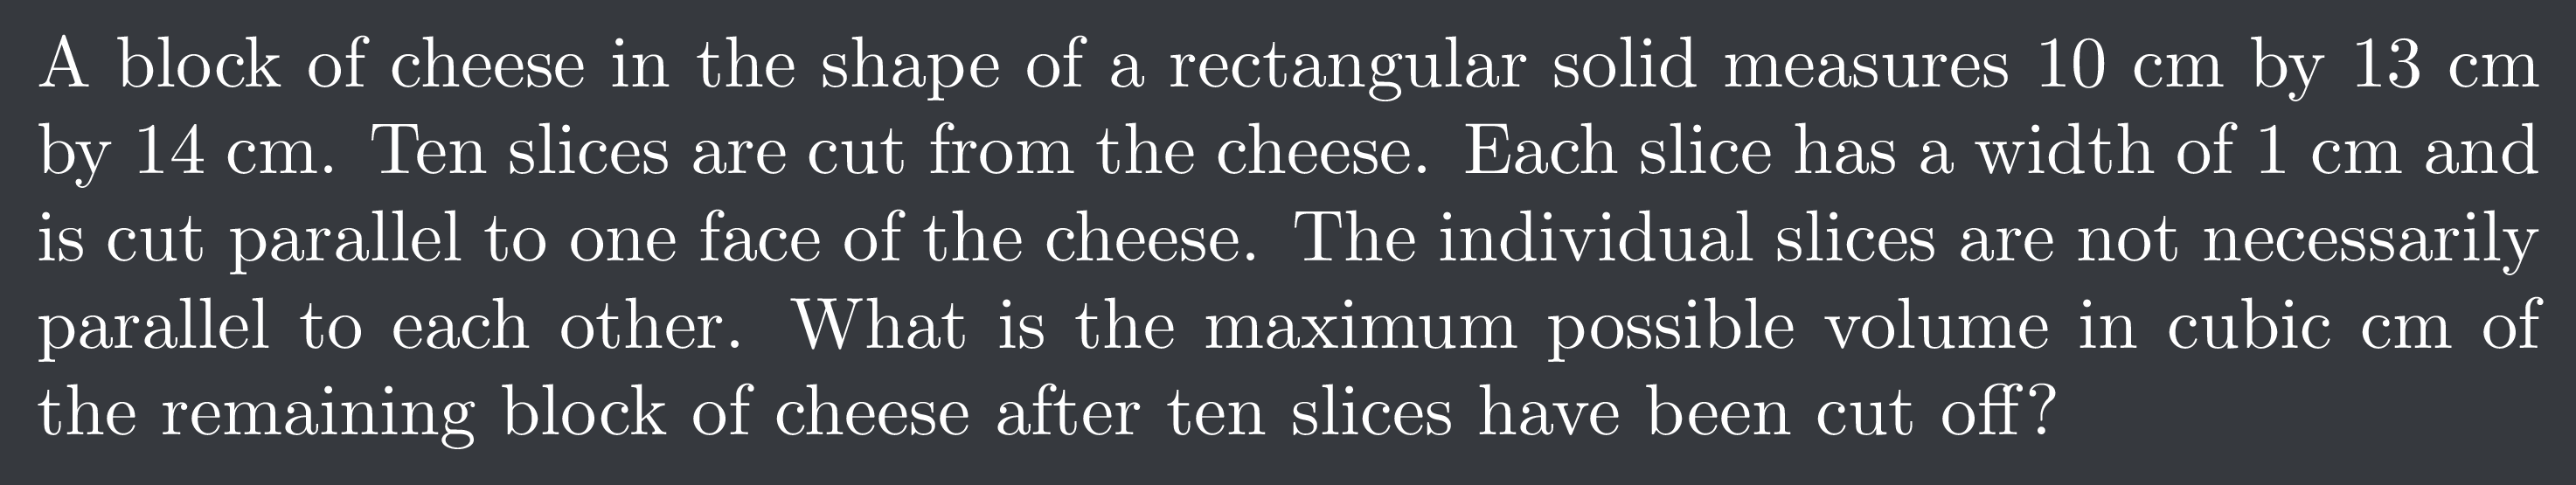 A block of cheese in the shape of a rectangular solid measures 10 cm by 13 cm
by 14 cm. Ten slices are cut from the cheese. Each slice has a width of 1 cm and
is cut parallel to one face of the cheese. The individual slices are not necessarily
parallel to each other. What is the maximum possible volume in cubic cm of
the remaining block of cheese after ten slices have been cut off?